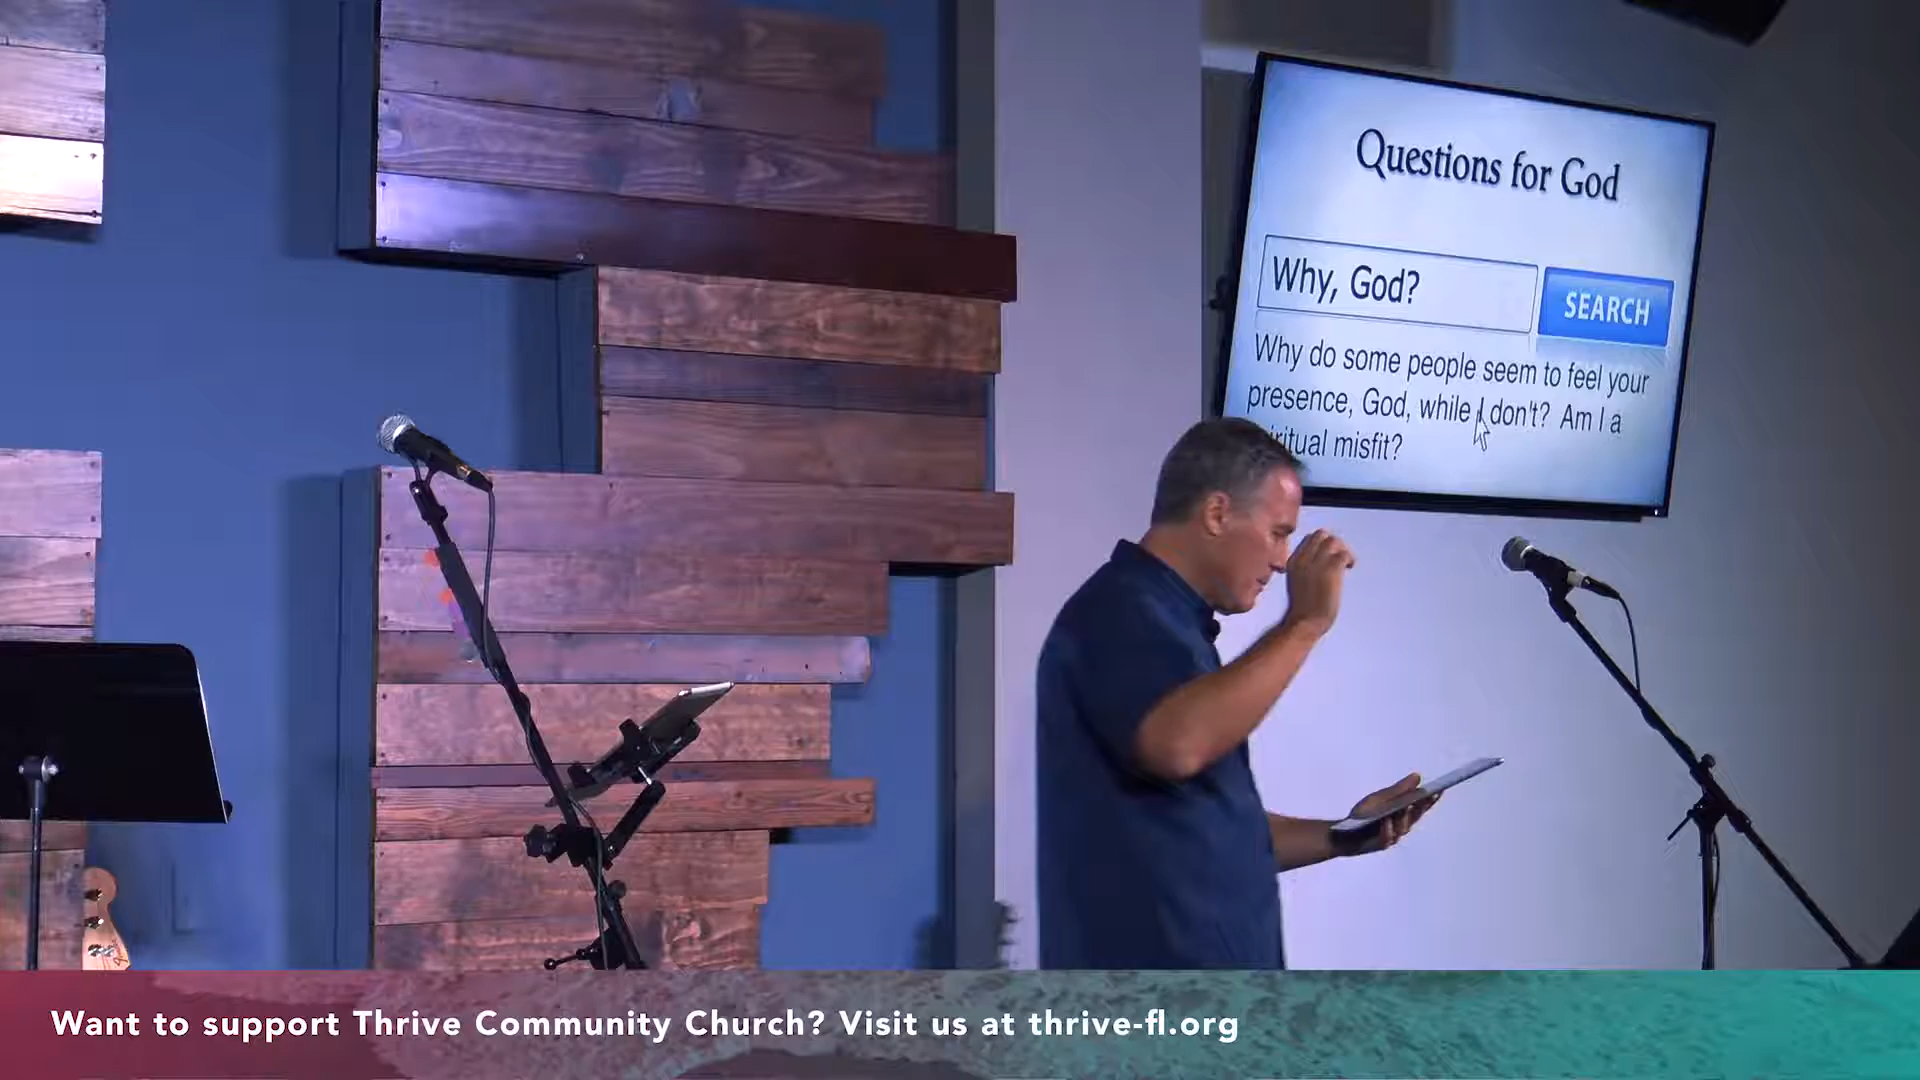 Questions for God
Why, God?
SEARCH
Why do some people seem to feel your
presence, God, while I don't? Am I a
ritual misfit?
Want to support Thrive Community Church? Visit us at thrive-fl.org